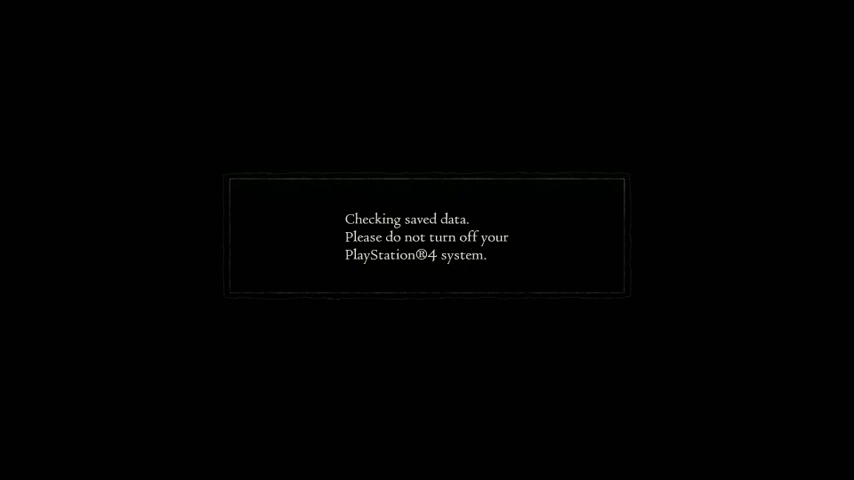 Checking saved data.
Please do not turn off your
PlayStation®4 system.